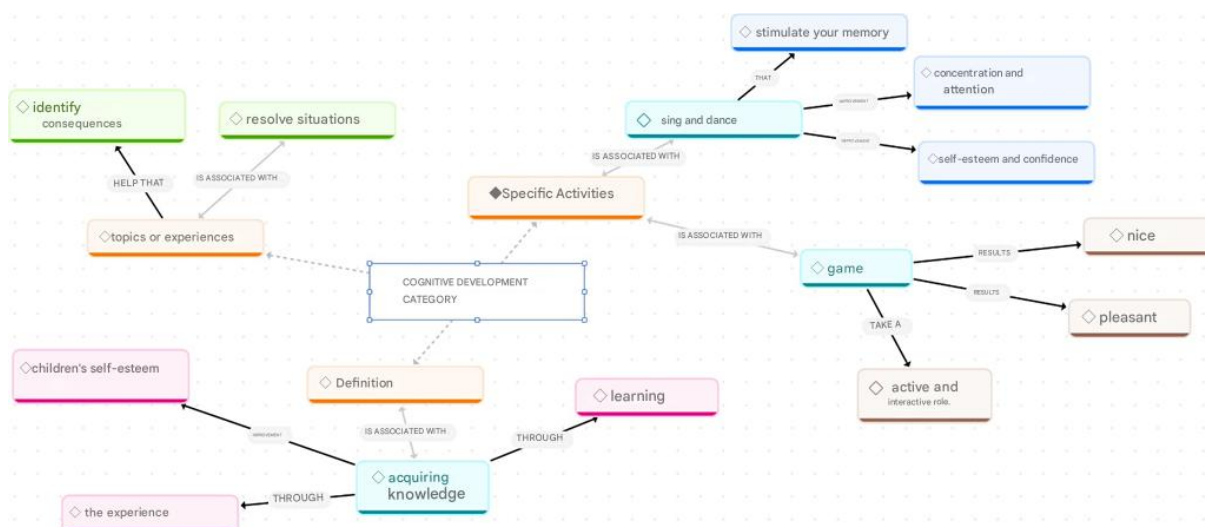 stimulate your memory
THAT
concentration and
attention
IMPROVEMENT
sing and dance
IMPROVEMENT
self-esteem and confidence
identify
consequences
resolve situations
HELP THAT
IS ASSOCIATED WITH
topics or experiences
IS ASSOCIATED WITH
Specific Activities
IS ASSOCIATED WITH
nice
RESULTS
game
RESULTS
pleasant
TAKE A
active and
interactive role.
COGNITIVE DEVELOPMENT
CATEGORY
children's self-esteem
Definition
learning
IS ASSOCIATED WITH
THROUGH
IMPROVEMENT
acquiring
knowledge
THROUGH
the experience